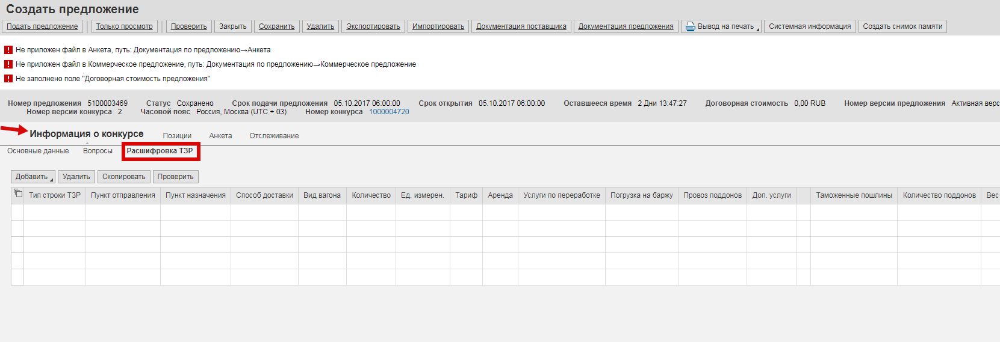 Создать предложение
Подать предложение Только просмотр Проверить Закрыть Сохранить Удалить Экспортировать Импортировать Документация поставщика Документация предложения Вывод на печать Системная информация Создать снимок памяти
Не приложен файл в Анкета, путь: Документация по предложению→Анкета
Не приложен файл в Коммерческое предложение, путь: Документация по предложению→Коммерческое предложение
Не заполнено поле "Договорная стоимость предложения"
Номер предложения 5100003469 Статус Сохранено Срок подачи предложения 05.10.2017 06:00:00 Срок открытия 05.10.2017 06:00:00 Оставшееся время 2 Дни 13:47:27 Договорная стоимость 0,00 RUB Номер версии предложения Активная верс
Номер версии конкурса 2 Часовой пояс Россия, Москва (UTC + 03) Номер конкурса 1000004720
Информация о конкурсе Позиции Анкета Отслеживание
Основные данные Вопросы Расшифровка ТЗР
Добавить Удалить Скопировать Проверить
Тип строки ТЗР Пункт отправления Пункт назначения Способ доставки Вид вагона Количество Ед. измерен. Тариф Аренда Услуги по переработке Погрузка на баржу Провоз поддонов Доп. услуги Таможенные пошлины Количество поддонов Вес